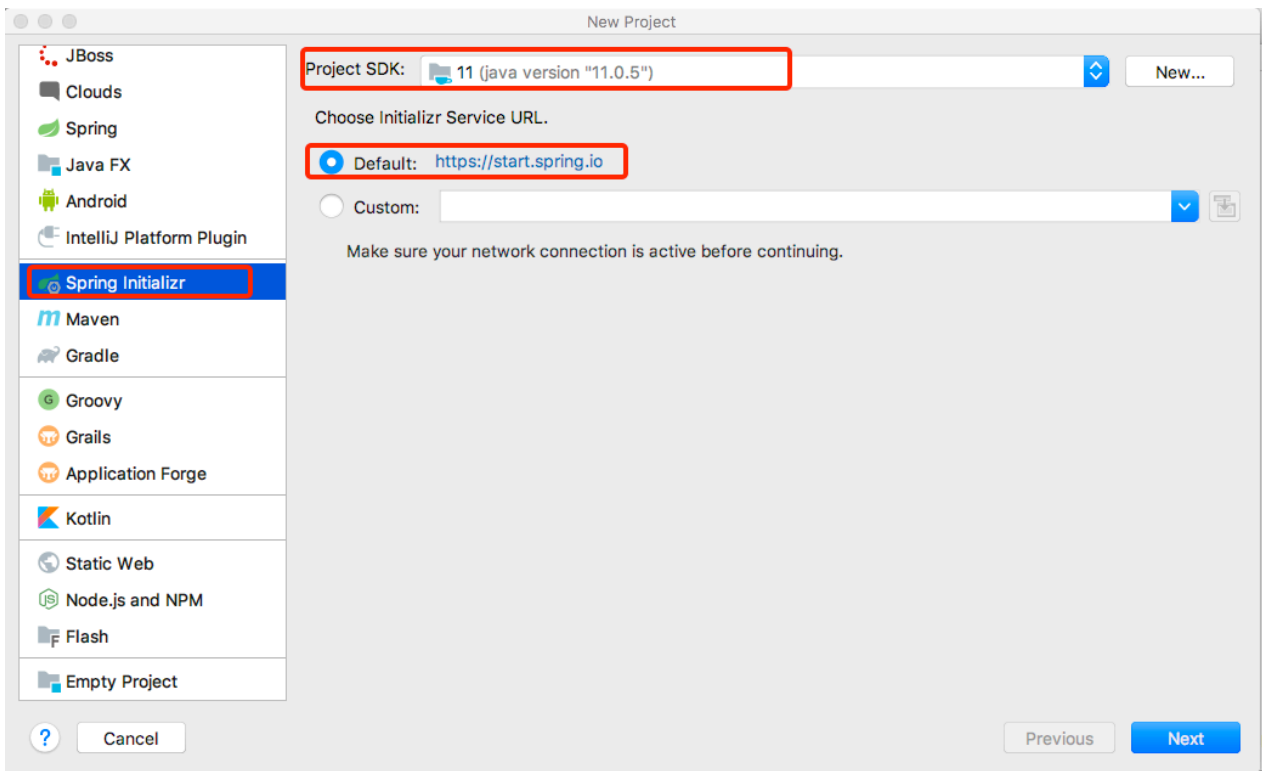 New Project
JBoss
Clouds
Spring
Java FX
Android
IntelliJ Platform Plugin
Spring Initializr
Maven
Gradle
Groovy
Grails
Application Forge
Kotlin
Static Web
Node.js and NPM
Flash
Empty Project
Project SDK: 11 (java version "11.0.5") New...
Choose Initializr Service URL.
Default: https://start.spring.io
Custom:
Make sure your network connection is active before continuing.
? Cancel Previous Next